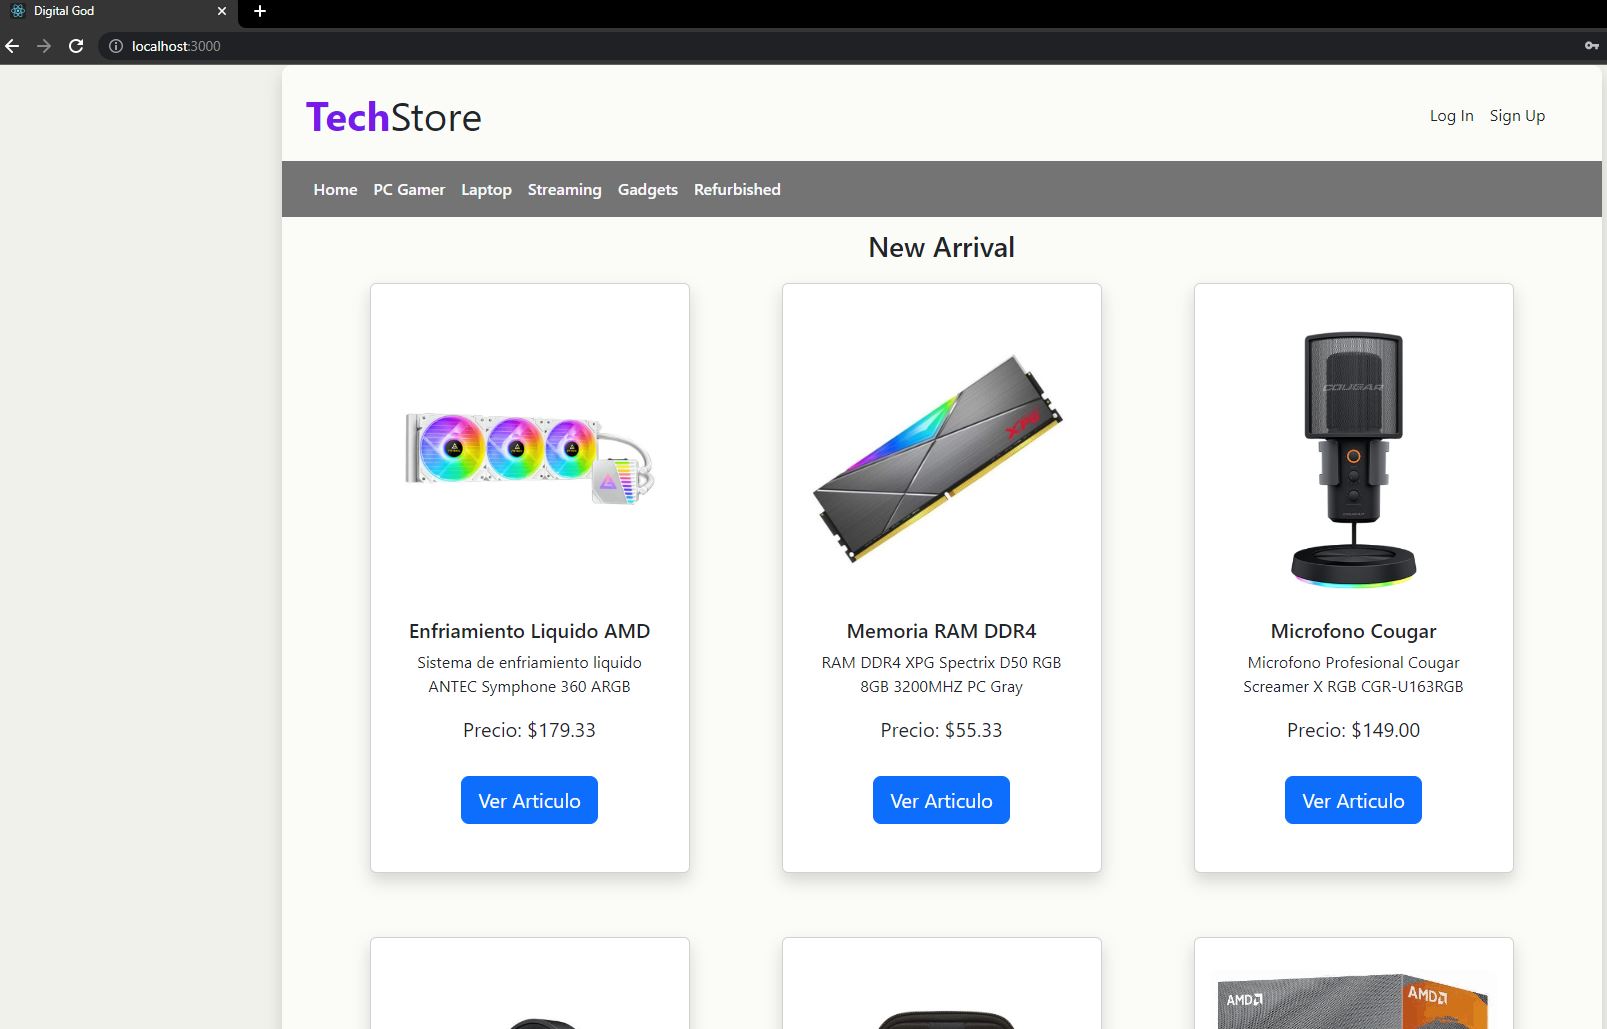 Digital God
localhost:3000
TechStore
Log In Sign Up
Home PC Gamer Laptop Streaming Gadgets Refurbished
New Arrival
XPG
COUGAR
Enfriamiento Liquido AMD
Sistema de enfriamiento liquido
ANTEC Symphone 360 ARGB
Precio: $179.33
Ver Articulo
Memoria RAM DDR4
RAM DDR4 XPG Spectrix D50 RGB
8GB 3200MHZ PC Gray
Precio: $55.33
Ver Articulo
Microfono Cougar
Microfono Profesional Cougar
Screamer X RGB CGR-U163RGB
Precio: $149.00
Ver Articulo
AMD
AMD